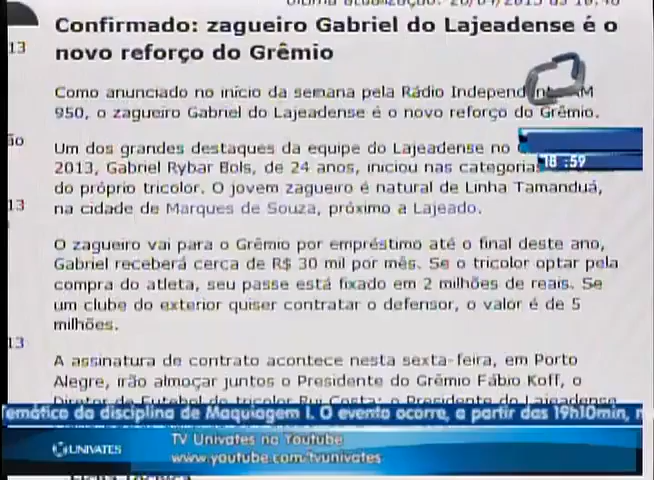 Confirmado: zagueiro Gabriel do Lajeadense é o
novo reforço do Grêmio
13
Como anunciado no início da semana pela Rádio
950, o zagueiro Gabriel do Lajeadense é o novo reforço do Grêmio.
ão
Um dos grandes destaques da equipe do Lajeadense no
2013, Gabriel Rybar Bols, de 24 anos, iniciou nas
18:59
do próprio tricolor. O jovem zagueiro é natural de Linha Tamanduá,
13
na cidade de Marques de Souza, próximo a Lajeado.
O zagueiro vai para o Grêmio por empréstimo até o final deste ano,
Gabriel receberá cerca de R$ 30 mil por mês. Se o tricolor optar pela
compra do atleta, seu passe está fixado em 2 milhões de reais. Se
um clube do exterior quiser contratar o defensor, o valor é de 5
milhões.
13
A assinatura de contrato acontece nesta sexta-feira, em Porto
Alegre, irão almoçar juntos o Presidente do Grêmio Fábio Koff, o
Temático da disciplina de Maquiagem I. O evento ocorre, a partir das 19h10min,
UNIVATES
TV Univates no Youtube
www.youtube.com/tvunivates